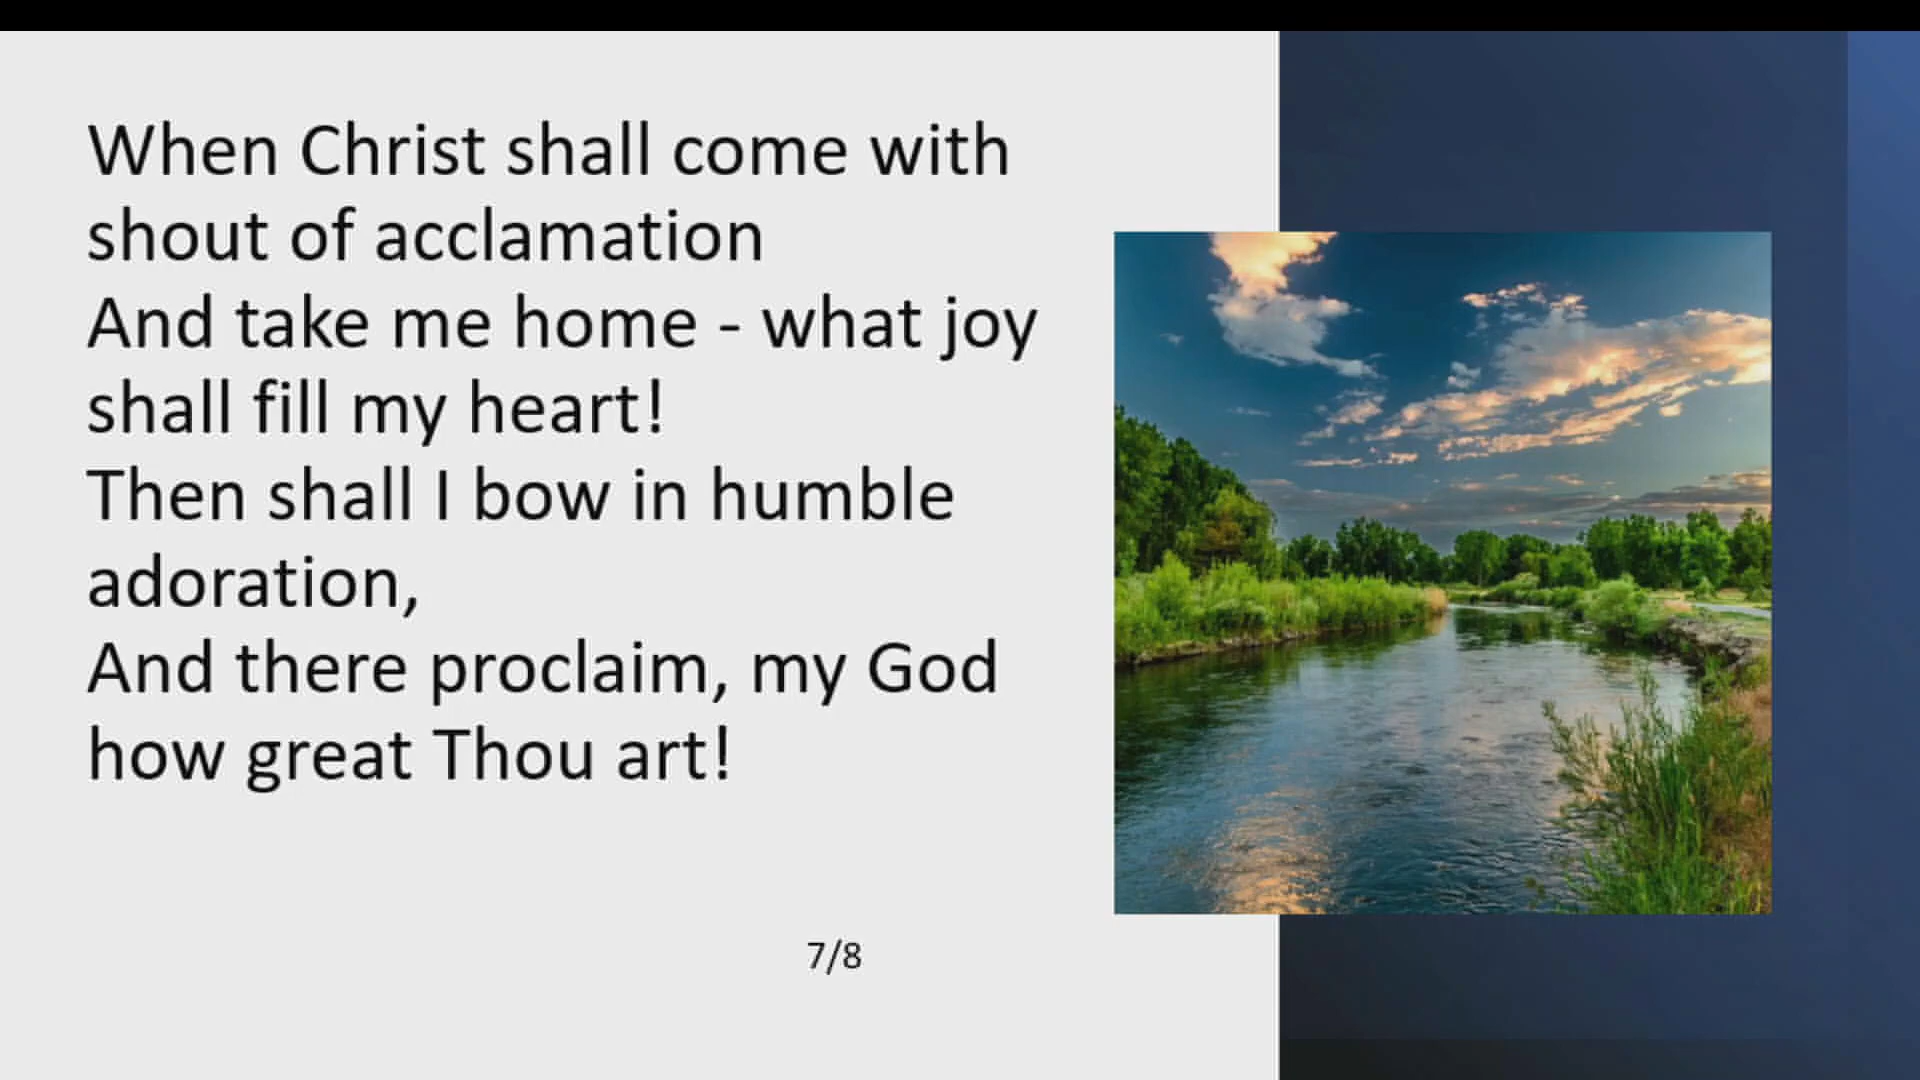 When Christ shall come with
shout of acclamation
And take me home - what joy
shall fill my heart!
Then shall I bow in humble
adoration,
And there proclaim, my God
how great Thou art!
7/8